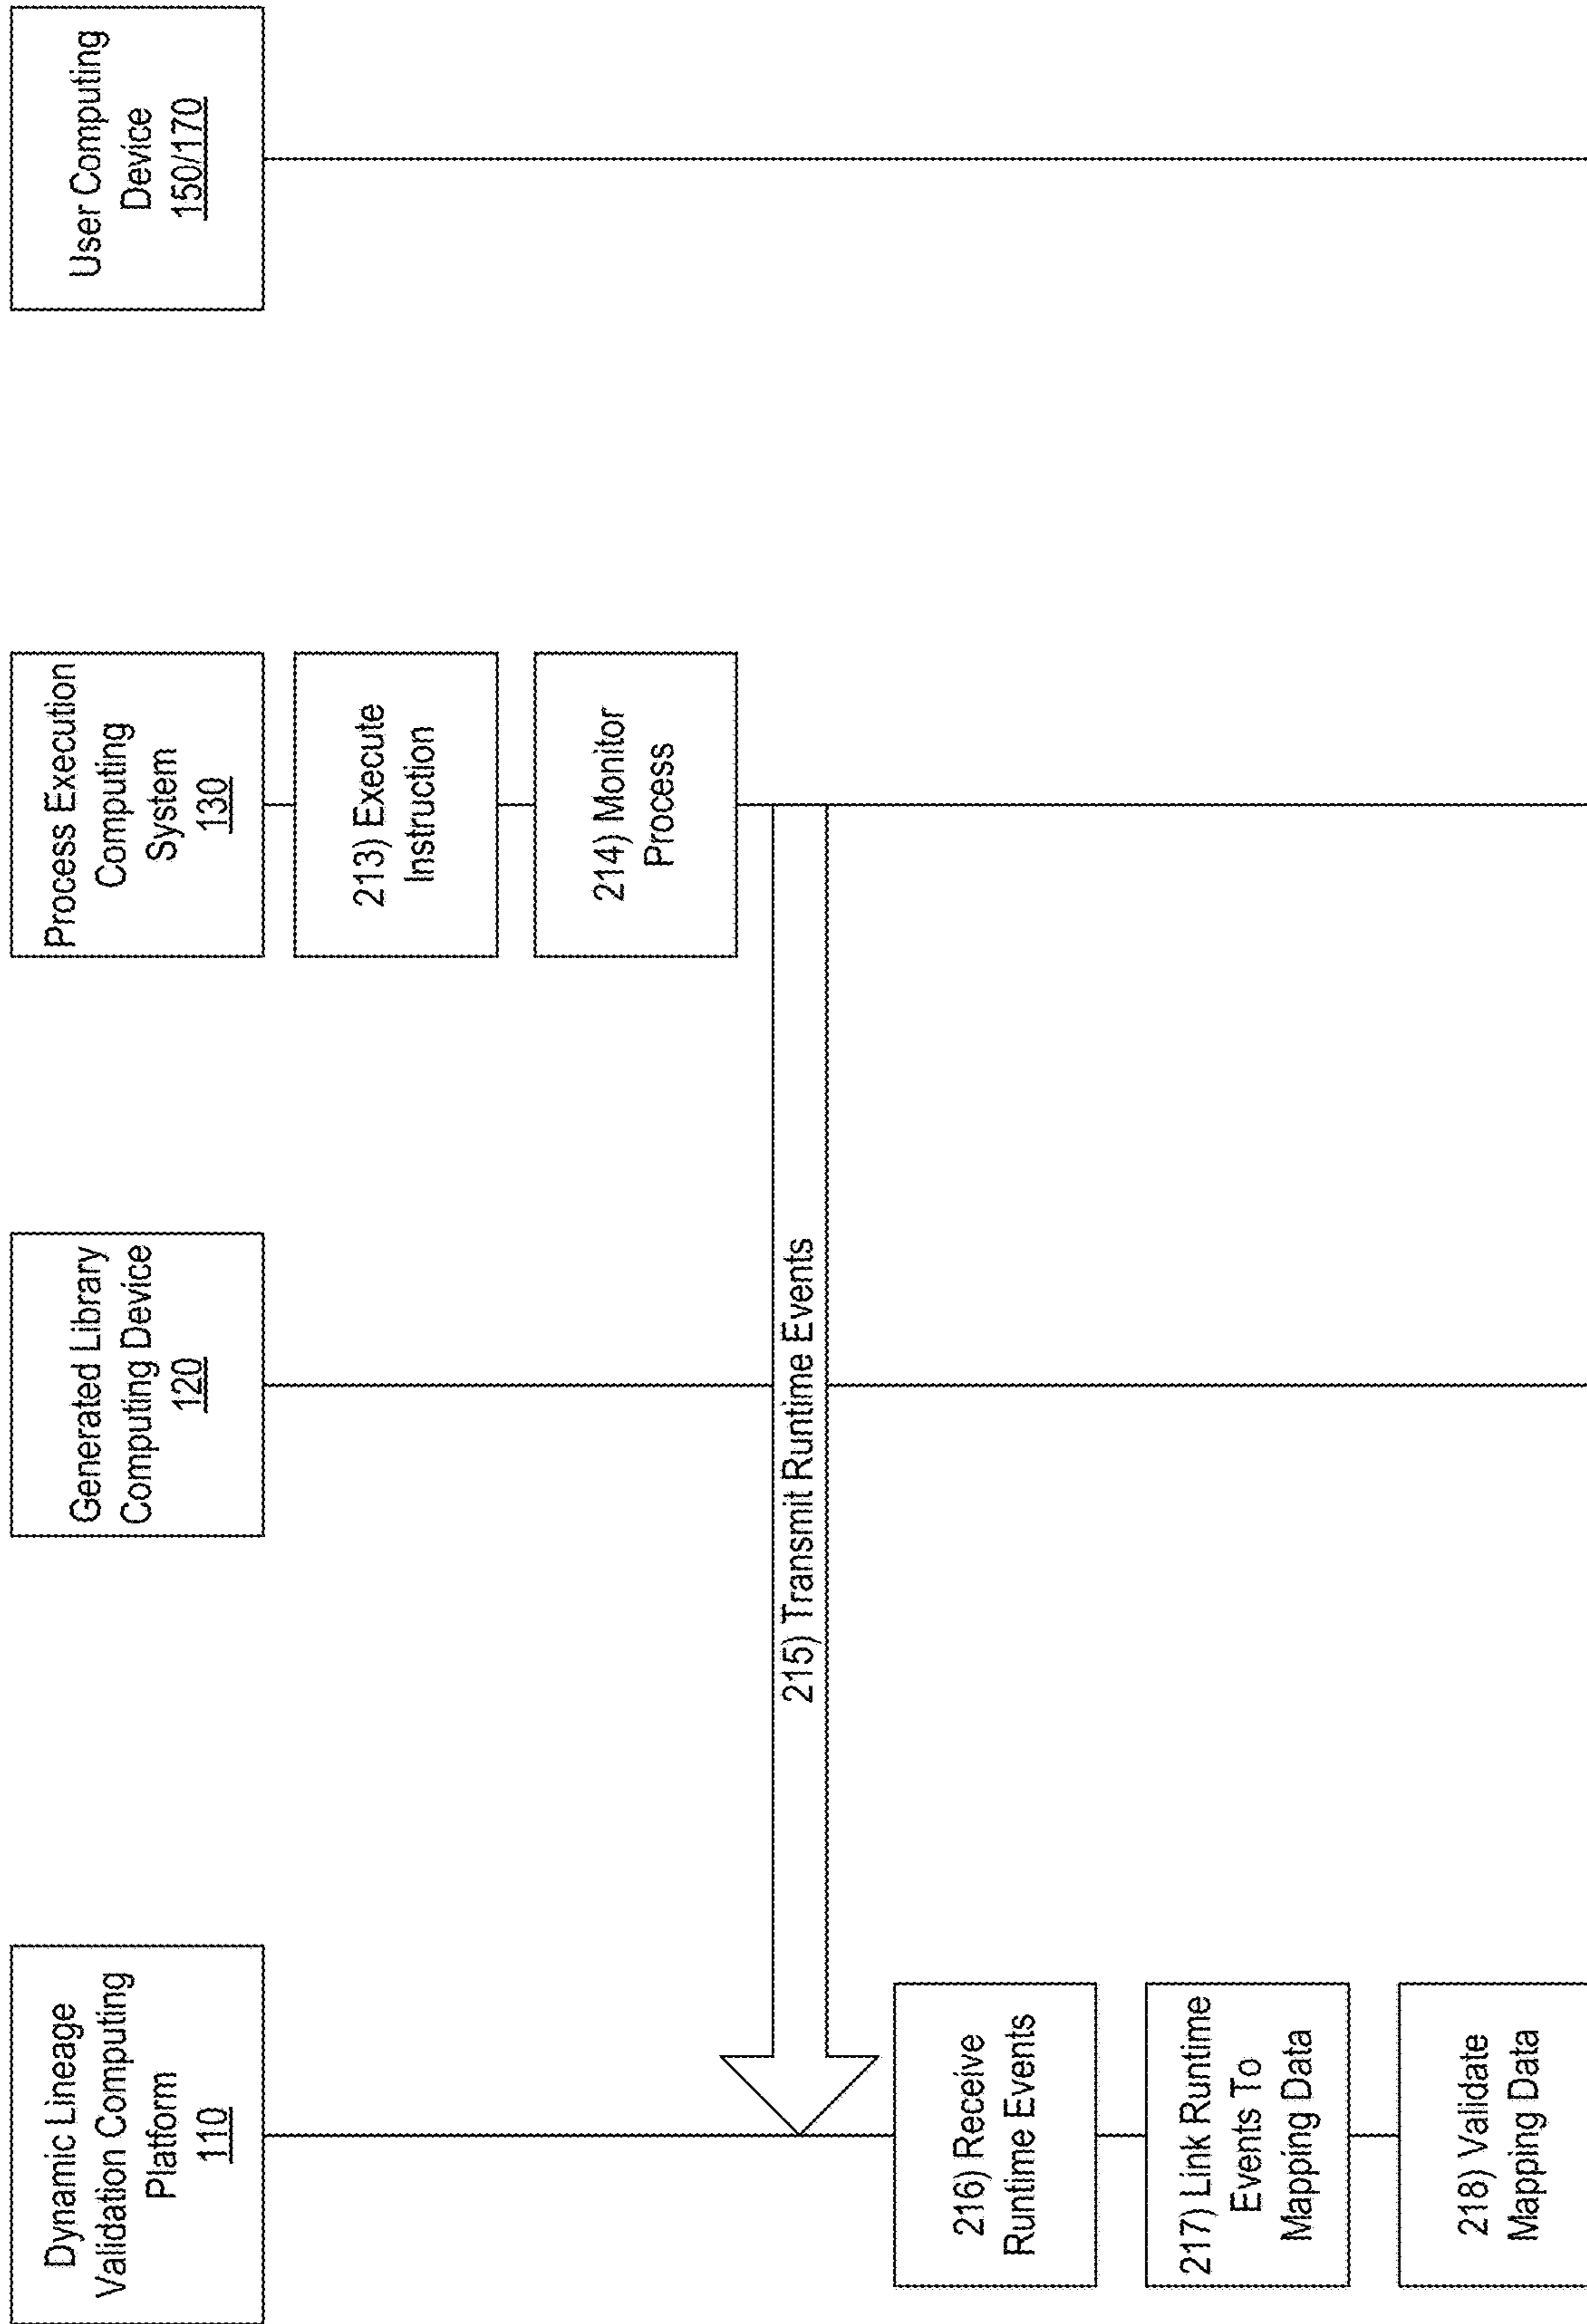 Dynamic Lineage
Validation Computing
Platform
110
Generated Library
Computing Device
120
Process Execution
Computing
System
130
User Computing
Device
150/170
213) Execute
Instruction
214) Monitor
Process
215) Transmit Runtime Events
216) Receive
Runtime Events
217) Link Runtime
Events To
Mapping Data
218) Validate
Mapping Data